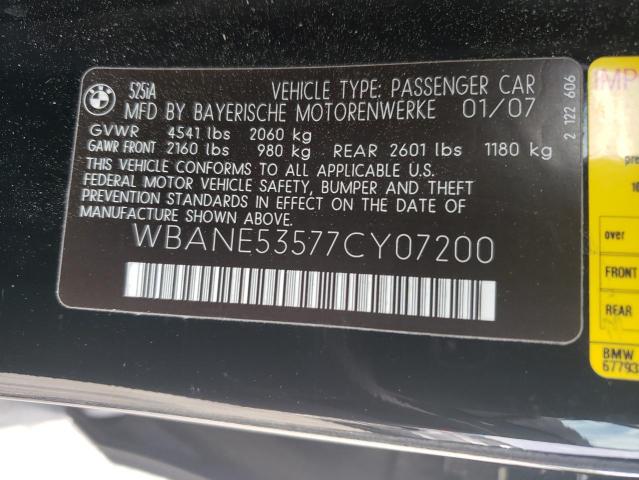 BMW
525iA
VEHICLE TYPE: PASSENGER CAR
MFD BY BAYERISCHE MOTORENWERKE 01/07
GVWR 4541 lbs 2060 kg
GAWR FRONT 2160 lbs 980 kg REAR 2601 lbs 1180 kg
THIS VEHICLE CONFORMS TO ALL APPLICABLE U.S.
FEDERAL MOTOR VEHICLE SAFETY, BUMPER AND THEFT
PREVENTION STANDARDS IN EFFECT ON THE DATE OF
MANUFACTURE SHOWN ABOVE.
WBANE53577CY07200
2 122 606
over
FRONT
REAR
BMW